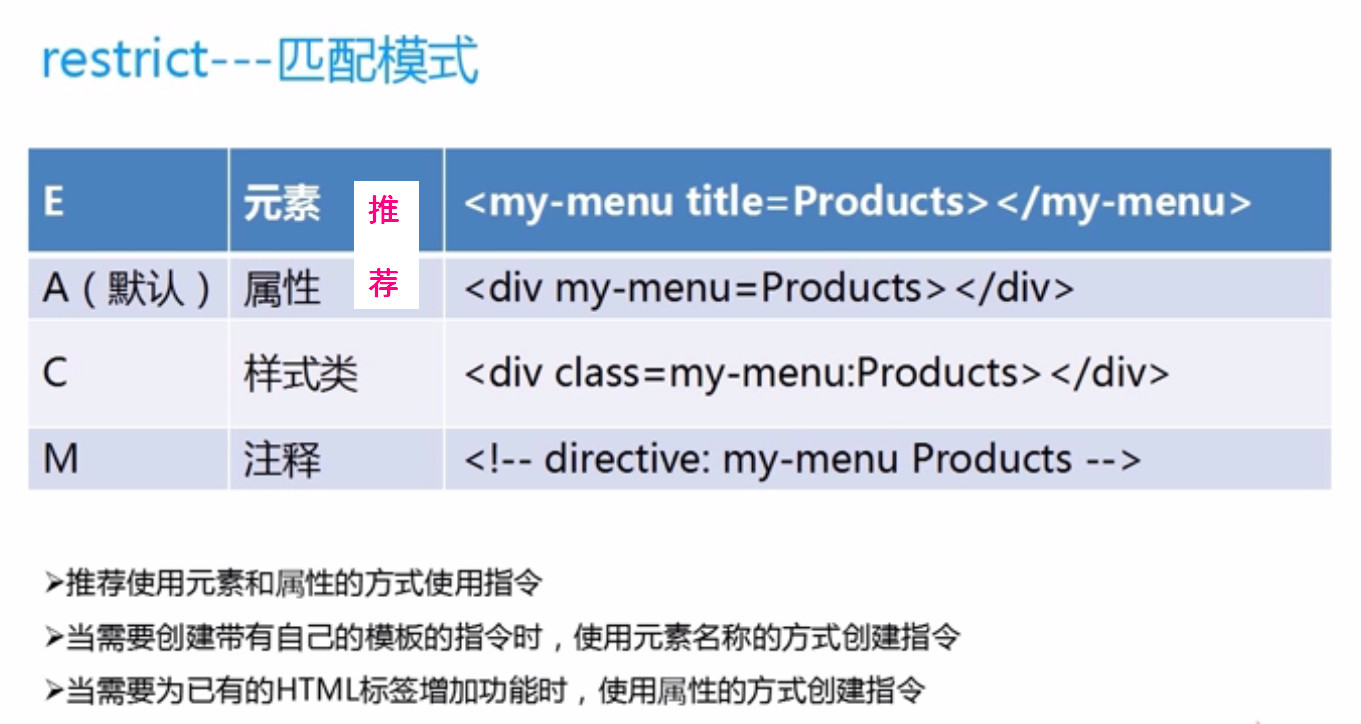 restrict---匹配模式
E 元素 推 <my-menu title=Products></my-menu>
A（默认） 属性 荐 <div my-menu=Products></div>
C 样式类 <div class=my-menu:Products></div>
M 注释 <!-- directive: my-menu Products -->
➢推荐使用元素和属性的方式使用指令
➢当需要创建带有自己的模板的指令时，使用元素名称的方式创建指令
➢当需要为已有的HTML标签增加功能时，使用属性的方式创建指令